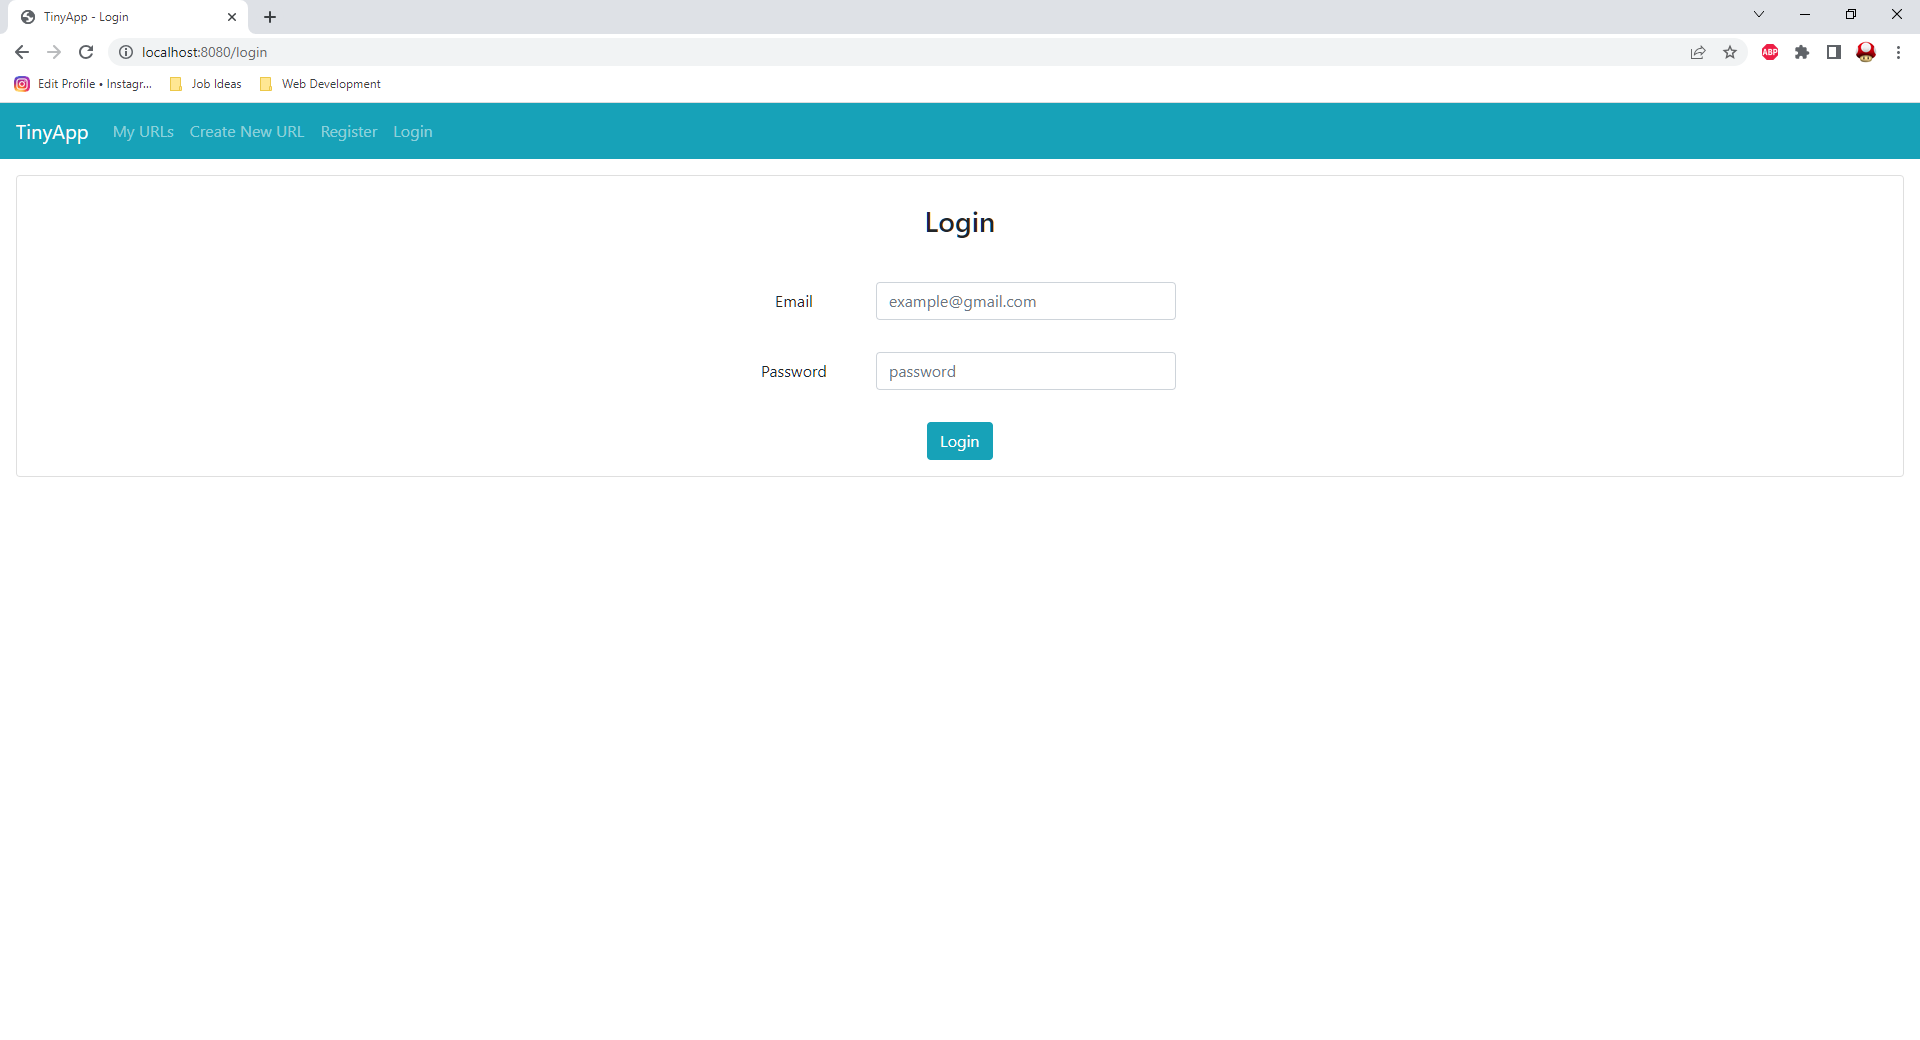 TinyApp - Login
localhost:8080/login
ABP
Edit Profile • Instagr... Job Ideas Web Development
TinyApp My URLs Create New URL Register Login
Login
Email example@gmail.com
Password password
Login